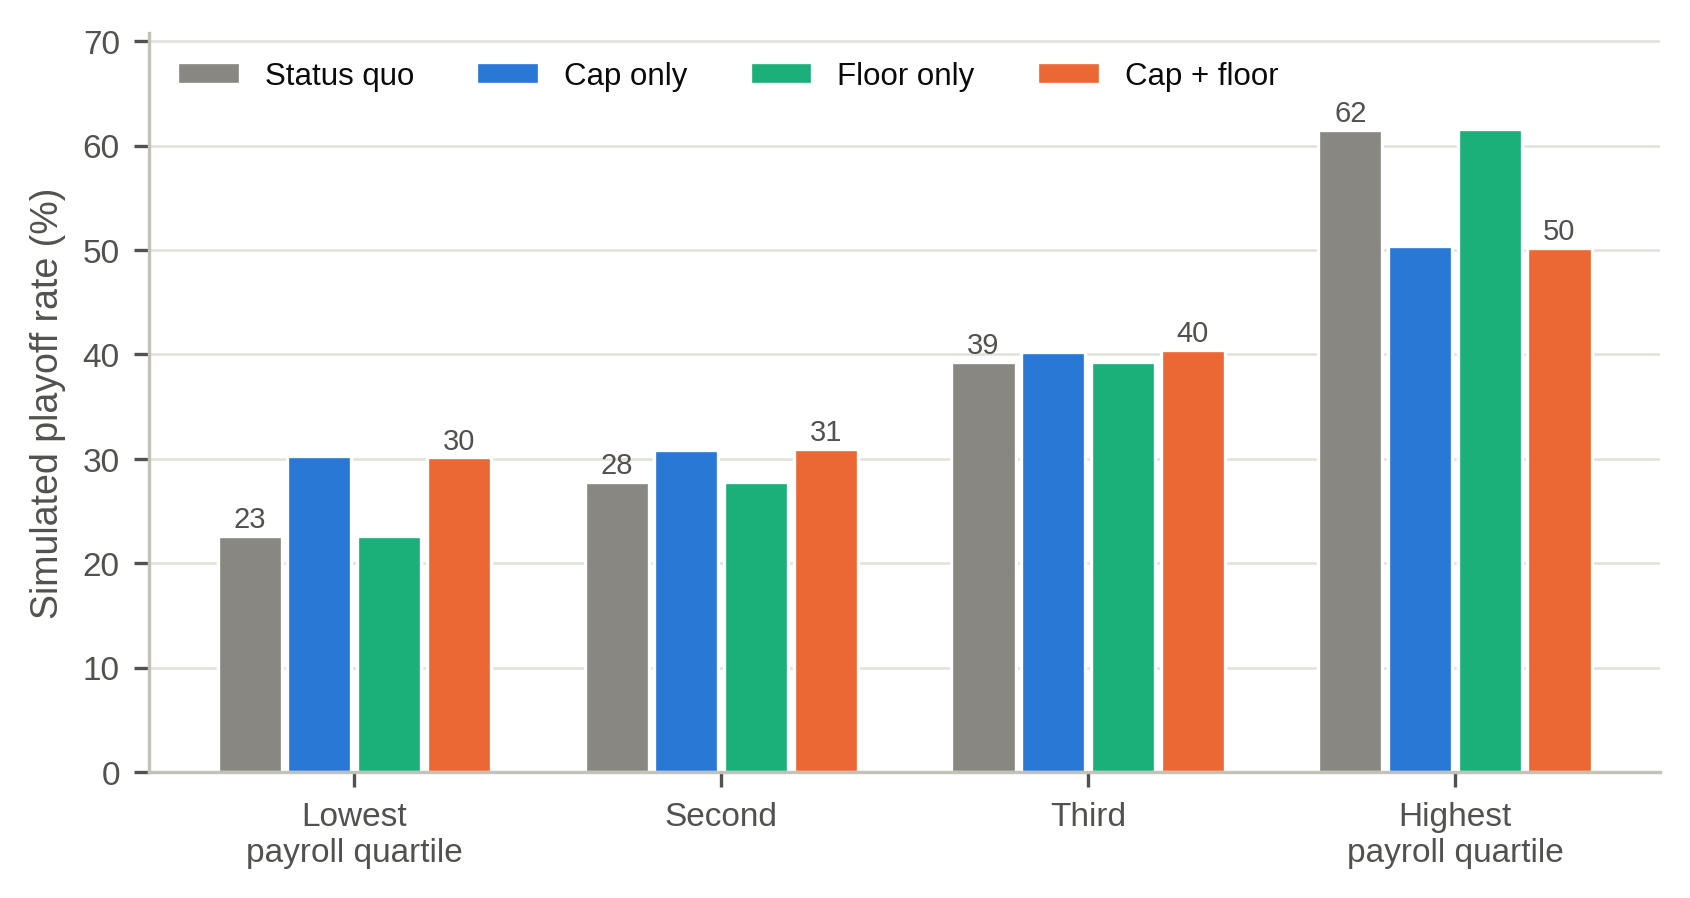 70
60
50
40
30
20
10
0
Simulated playoff rate (%)
Status quo
Cap only
Floor only
Cap + floor
23
30
28
31
39
40
62
50
Lowest
payroll quartile
Second
Third
Highest
payroll quartile